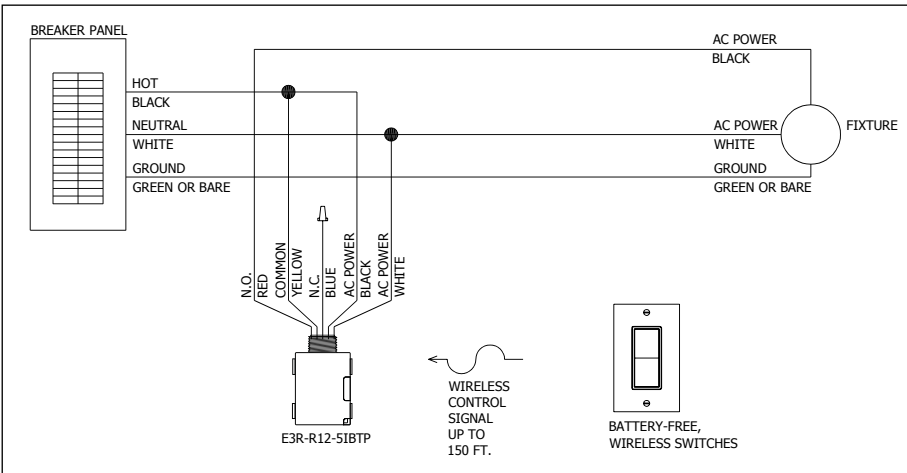 BREAKER PANEL
HOT
BLACK
NEUTRAL
WHITE
GROUND
GREEN OR BARE
AC POWER
BLACK
AC POWER
WHITE
FIXTURE
GROUND
GREEN OR BARE
N.O.
RED
COMMON
YELLOW
N.C.
BLUE
AC POWER
BLACK
AC POWER
WHITE
E3R-R12-5IBTP
WIRELESS
CONTROL
SIGNAL
UP TO
150 FT.
BATTERY-FREE,
WIRELESS SWITCHES